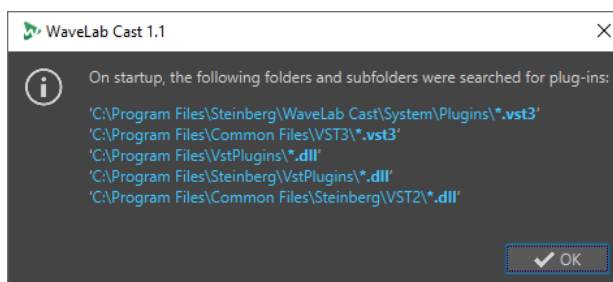 WaveLab Cast 1.1
On startup, the following folders and subfolders were searched for plug-ins:
'C:\Program Files\Steinberg\WaveLab Cast\System\Plugins\*.vst3'
'C:\Program Files\Common Files\VST3\*.vst3'
'C:\Program Files\VstPlugins\*.dll'
'C:\Program Files\Steinberg\VstPlugins\*.dll'
'C:\Program Files\Common Files\Steinberg\VST2\*.dll'
OK